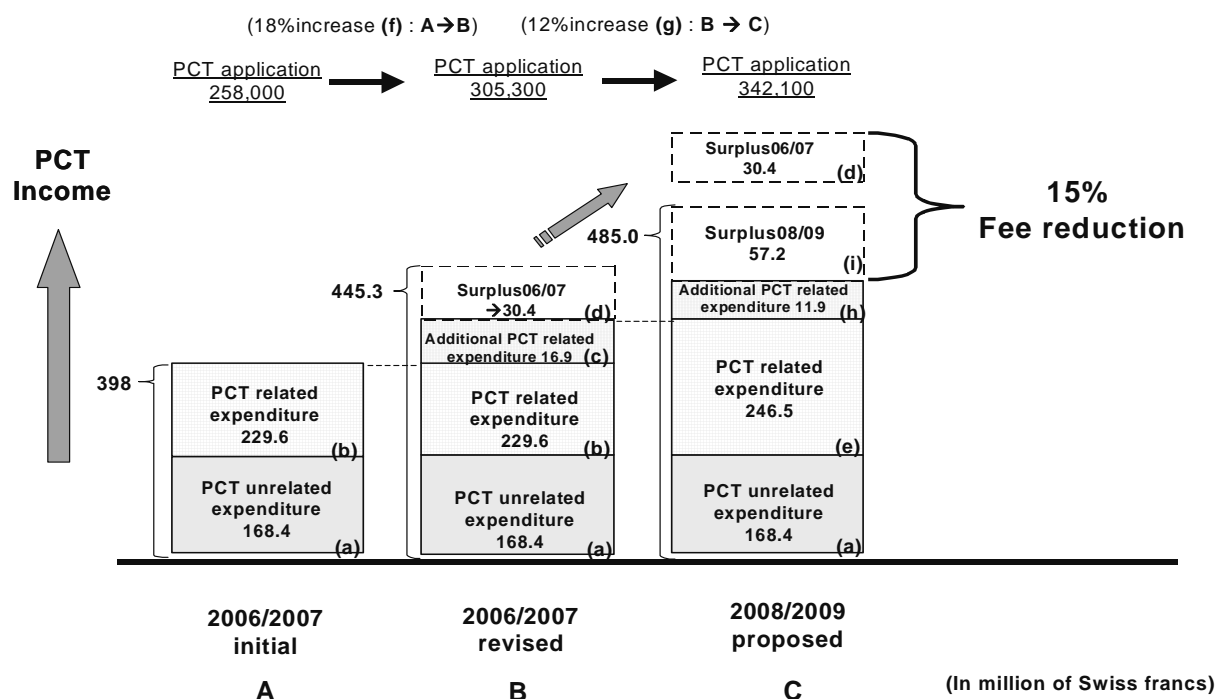 (18%increase (f) : A→B)
(12%increase (g) : B → C)
PCT application
258,000
PCT application
305,300
PCT application
342,100
PCT
Income
Surplus06/07
30.4
(d)
15%
Fee reduction
485.0
Surplus08/09
57.2
(i)
445.3
Surplus06/07
→30.4
(d)
Additional PCT related
expenditure 11.9
(h)
Additional PCT related
expenditure 16.9
(c)
398
PCT related
expenditure
229.6
(b)
PCT related
expenditure
229.6
(b)
PCT related
expenditure
246.5
(e)
PCT unrelated
expenditure
168.4
(a)
PCT unrelated
expenditure
168.4
(a)
PCT unrelated
expenditure
168.4
(a)
2006/2007
initial
A
2006/2007
revised
B
2008/2009
proposed
C
(In million of Swiss francs)